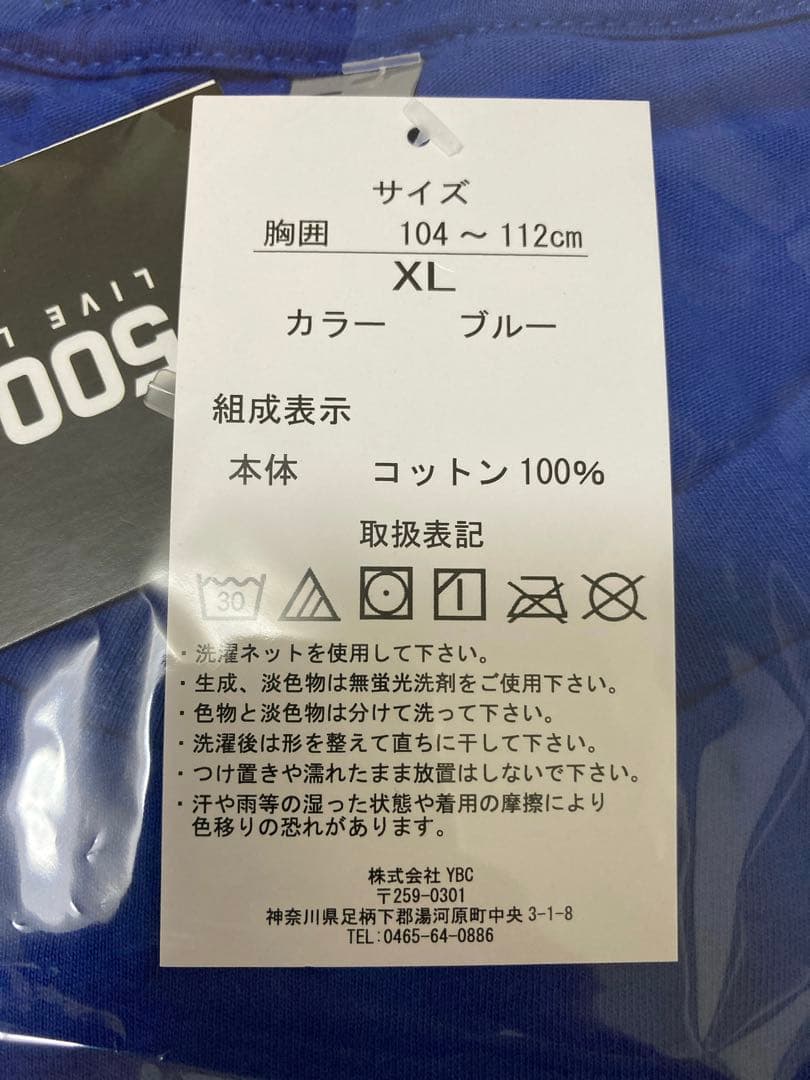 サイズ
胸囲 104 ～ 112cm
XL
カラー ブルー
組成表示
本体 コットン 100%
取扱表記
30
・洗濯ネットを使用して下さい。
・生成、淡色物は無蛍光洗剤をご使用下さい。
・色物と淡色物は分けて洗って下さい。
・洗濯後は形を整えて直ちに干して下さい。
・つけ置きや濡れたまま放置はしないで下さい。
・汗や雨等の湿った状態や着用の摩擦により
色移りの恐れがあります。
株式会社 YBC
〒259-0301
神奈川県足柄下郡湯河原町中央 3-1-8
TEL:0465-64-0886
LIVE L
500